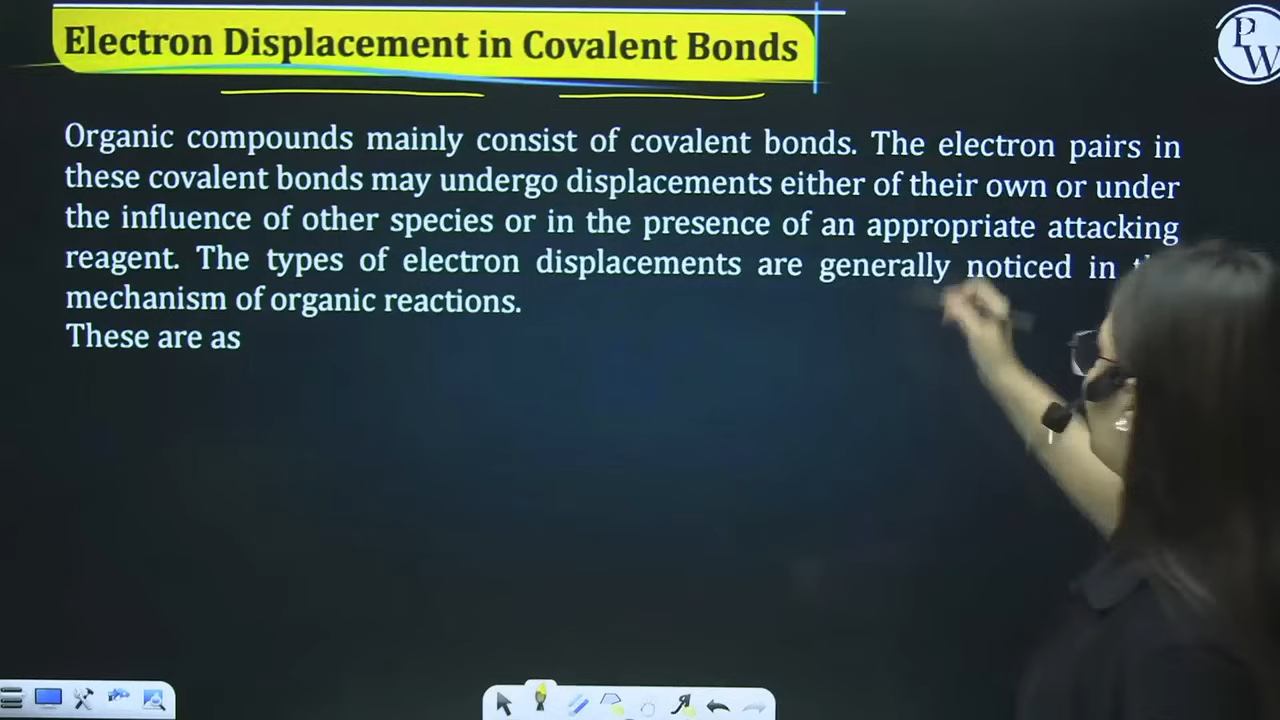 Electron Displacement in Covalent Bonds
PW
Organic compounds mainly consist of covalent bonds. The electron pairs in
these covalent bonds may undergo displacements either of their own or under
the influence of other species or in the presence of an appropriate attacking
reagent. The types of electron displacements are generally noticed in
mechanism of organic reactions.
These are as